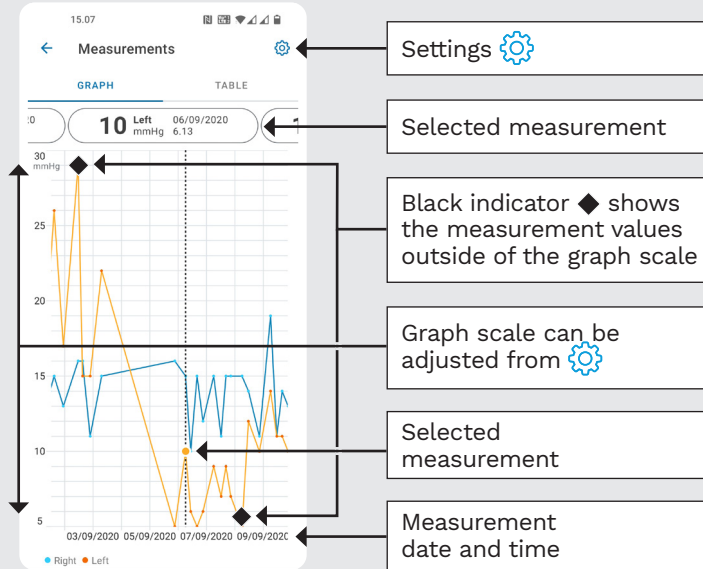 15.07
Measurements
GRAPH TABLE
20
10 Left mmHg 06/09/2020 6.13
1
30
mmHg
25
20
15
10
5
03/09/2020 05/09/2020 07/09/2020 09/09/2020
Right Left
Settings
Selected measurement
Black indicator ◆ shows
the measurement values
outside of the graph scale
Graph scale can be
adjusted from
Selected
measurement
Measurement
date and time